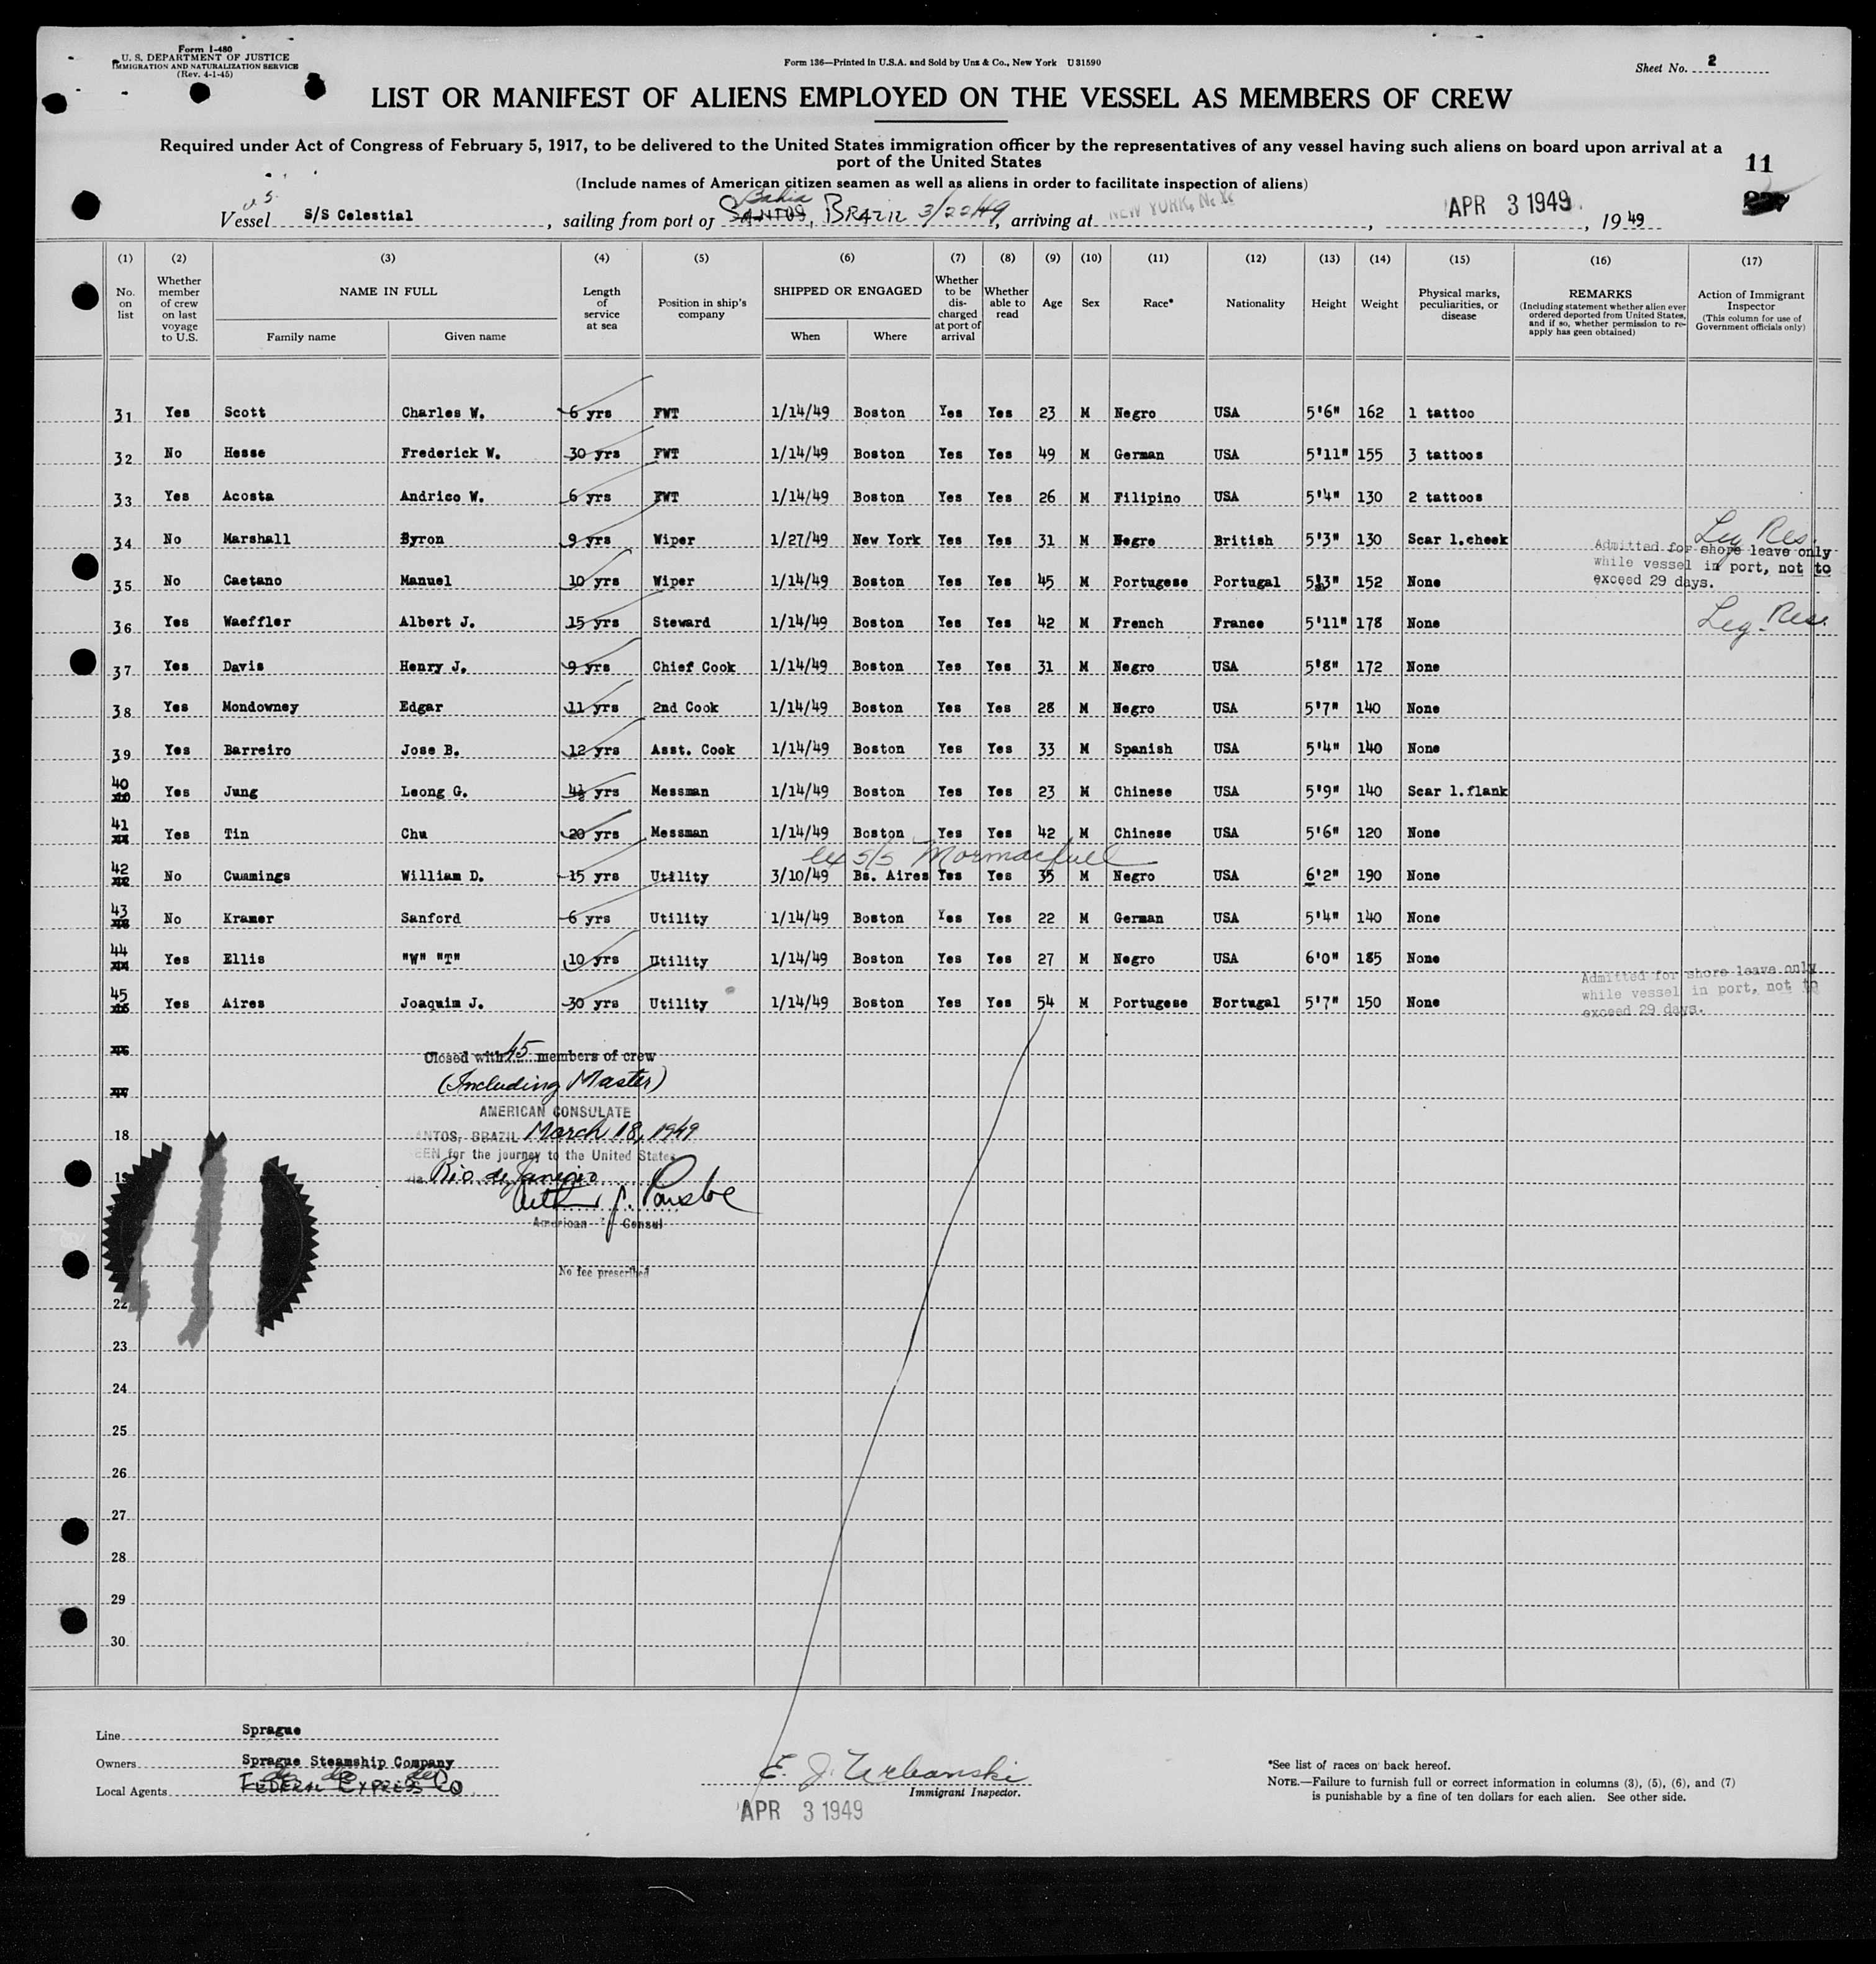 Form I-480
U. S. DEPARTMENT OF JUSTICE
IMMIGRATION AND NATURALIZATION SERVICE
(Rev. 4-1-45)
Form 136—Printed in U.S.A. and Sold by Unz & Co., New York U31590
Sheet No. 2
LIST OR MANIFEST OF ALIENS EMPLOYED ON THE VESSEL AS MEMBERS OF CREW
Required under Act of Congress of February 5, 1917, to be delivered to the United States immigration officer by the representatives of any vessel having such aliens on board upon arrival at a
port of the United States
11
(Include names of American citizen seamen as well as aliens in order to facilitate inspection of aliens)
Vessel U.S. S/S Celestial, sailing from port of SANTOS, Bahia BRAZIL 3/22/49, arriving at NEW YORK, N.Y., APR 3 1949, 1949
(1) (2) (3) (4) (5) (6) (7) (8) (9) (10) (11) (12) (13) (14) (15) (16) (17)
No. on list
Whether member of crew on last voyage to U.S.
NAME IN FULL
Family name Given name
Length of service at sea
Position in ship's company
SHIPPED OR ENGAGED
When Where
Whether to be discharged at port of arrival
Whether able to read
Age Sex Race* Nationality Height Weight
Physical marks, peculiarities, or disease
REMARKS
(Including statement whether alien ever ordered deported from United States, and if so, whether permission to re-apply has geen obtained)
Action of Immigrant Inspector
(This column for use of Government officials only)
31 Yes Scott Charles W. 6 yrs FWT 1/14/49 Boston Yes Yes 23 M Negro USA 5'6" 162 1 tattoo
32 No Hesse Frederick W. 30 yrs FWT 1/14/49 Boston Yes Yes 49 M German USA 5'11" 155 3 tattoos
33 Yes Acosta Andrico W. 6 yrs FWT 1/14/49 Boston Yes Yes 26 M Filipino USA 5'4" 130 2 tattoos
34 No Marshall Byron 9 yrs Wiper 1/27/49 New York Yes Yes 31 M Negro British 5'3" 130 Scar l.cheek Leg. Res.
35 No Caetano Manuel 10 yrs Wiper 1/14/49 Boston Yes Yes 45 M Portugese Portugal 5'3" 152 None
Admitted for shore leave only
while vessel in port, not to
exceed 29 days.
36 Yes Waeffler Albert J. 15 yrs Steward 1/14/49 Boston Yes Yes 42 M French France 5'11" 178 None Leg. Res.
37 Yes Davis Henry J. 9 yrs Chief Cook 1/14/49 Boston Yes Yes 31 M Negro USA 5'8" 172 None
38 Yes Mondowney Edgar 11 yrs 2nd Cook 1/14/49 Boston Yes Yes 28 M Negro USA 5'7" 140 None
39 Yes Barreiro Jose B. 12 yrs Asst. Cook 1/14/49 Boston Yes Yes 33 M Spanish USA 5'4" 140 None
40 Yes Jung Leong G. 4½ yrs Messman 1/14/49 Boston Yes Yes 23 M Chinese USA 5'9" 140 Scar l.flank
41 Yes Tin Chu 20 yrs Messman 1/14/49 Boston Yes Yes 42 M Chinese USA 5'6" 120 None
ex S/S Mormacgull
42 No Cummings William D. 15 yrs Utility 3/10/49 Bs. Aires Yes Yes 35 M Negro USA 6'2" 190 None
43 No Kramer Sanford 6 yrs Utility 1/14/49 Boston Yes Yes 22 M German USA 5'4" 140 None
44 Yes Ellis "W" "T" 10 yrs Utility 1/14/49 Boston Yes Yes 27 M Negro USA 6'0" 185 None
45 Yes Aires Joaquim J. 30 yrs Utility 1/14/49 Boston Yes Yes 54 M Portugese Portugal 5'7" 150 None
Admitted for shore leave only
while vessel in port, not to
exceed 29 days.
Closed with 45 members of crew
(Including Master)
AMERICAN CONSULATE
NTOS, BRAZIL March 18, 1949
EEN for the journey to the United States
Rio de Janeiro
American Consul
No fee prescribed
18
19
22
23
24
25
26
27
28
29
30
Line Sprague
Owners Sprague Steamship Company
Local Agents FEDERAL EXPRESS CO
E. J. Urbanski
Immigrant Inspector.
APR 3 1949
*See list of races on back hereof.
NOTE.—Failure to furnish full or correct information in columns (3), (5), (6), and (7)
is punishable by a fine of ten dollars for each alien. See other side.